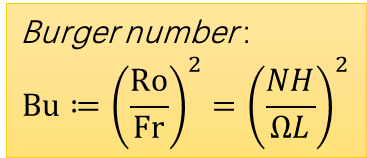 Burger number:
Bu ≔ (Ro/Fr)² = (NH/ΩL)²